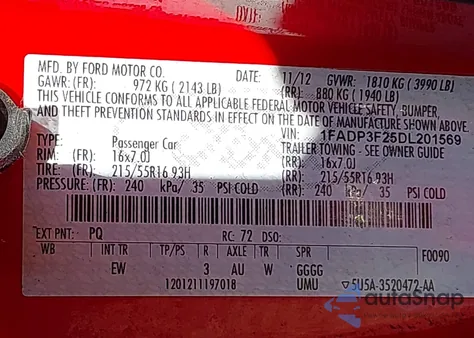 MFD. BY FORD MOTOR CO. DATE: 11/12 GVWR: 1810 KG (3990 LB)
GAWR: (FR): 972 KG (2143 LB) (RR): 880 KG (1940 LB)
THIS VEHICLE CONFORMS TO ALL APPLICABLE FEDERAL MOTOR VEHICLE SAFETY, BUMPER,
AND THEFT PREVENTION STANDARDS IN EFFECT ON THE DATE OF MANUFACTURE SHOWN ABOVE.
VIN: 1FADP3F25DL201569
TYPE: Passenger Car TRAILER TOWING - SEE OWNER GUIDE
RIM: (FR) 16x7.0J (RR): 16x7.0J
TIRE: (FR) 215/55R16 93H (RR): 215/55R16 93H
PRESSURE: (FR) 240 kPa/ 35 PSI COLD (RR) 240 kPa/ 35 PSI COLD
EXT PNT: PQ RC: 72 DSO:
WB INT TR TP/PS R AXLE TR SPR F0090
EW 3 AU W GGGG
1201211197018 UMU ▽5U5A-3520472-AA
autoSnap